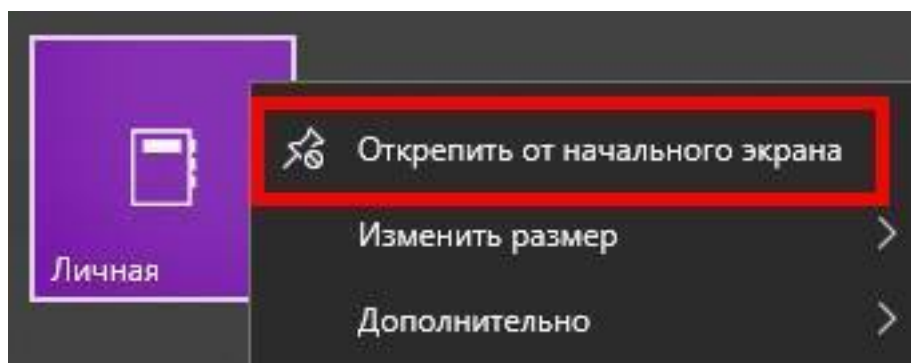 Открепить от начального экрана
Изменить размер
Личная
Дополнительно